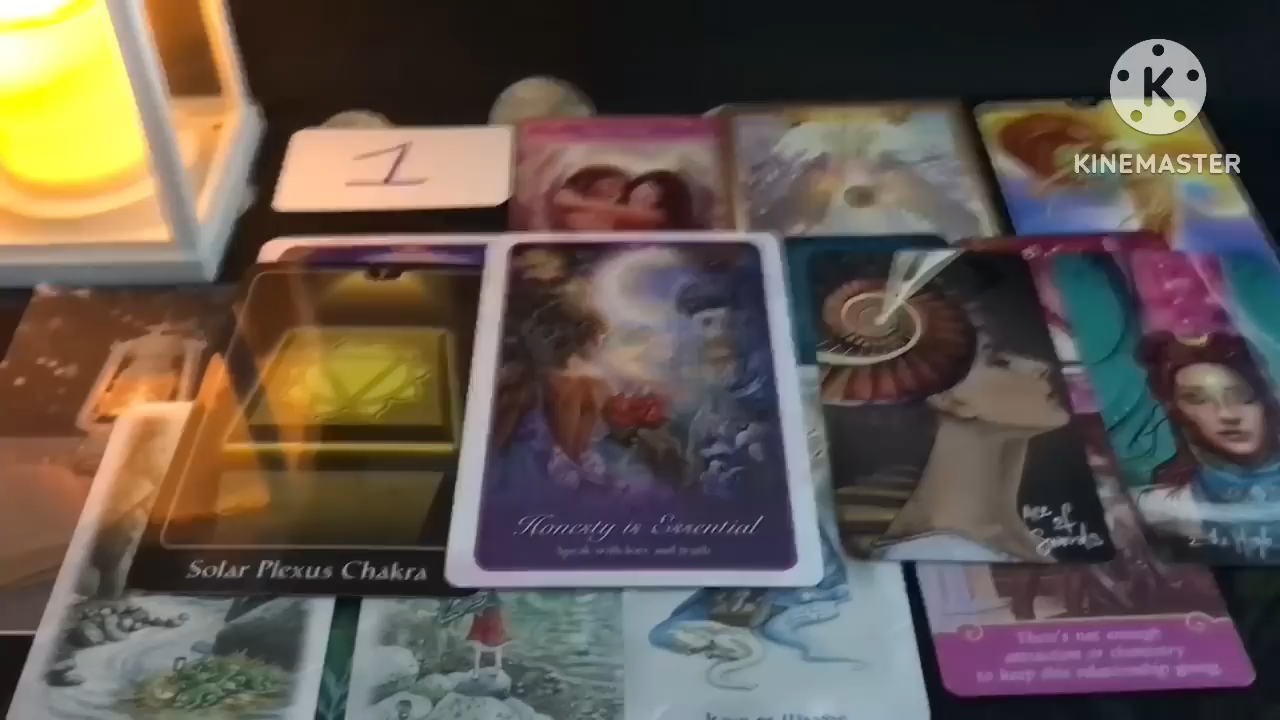 K
KINEMASTER
1
Honesty is Essential
Speak with love and truth
Solar Plexus Chakra
Ace of
Swords
There's not enough
attraction or chemistry
to keep this relationship going.